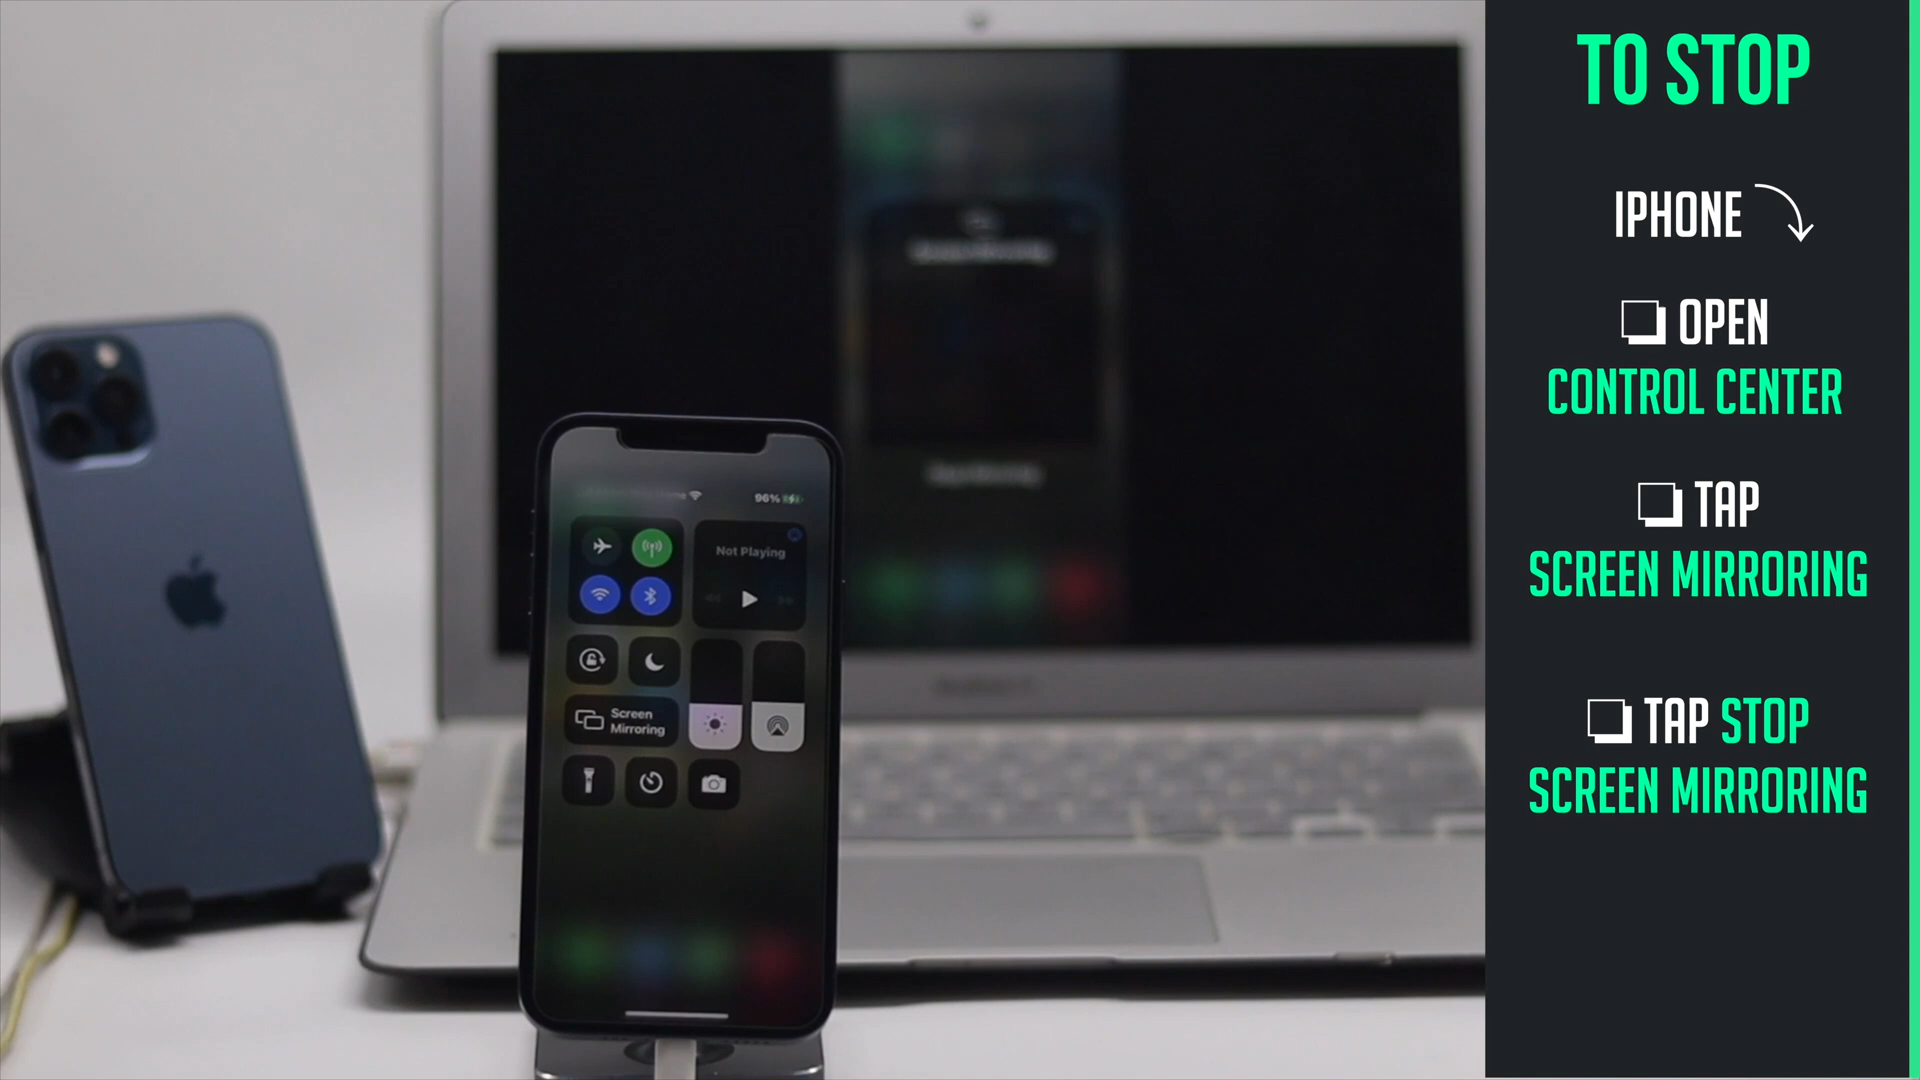 TO STOP
IPHONE
OPEN
CONTROL CENTER
TAP
SCREEN MIRRORING
TAP STOP
SCREEN MIRRORING
96%
Not Playing
Screen
Mirroring